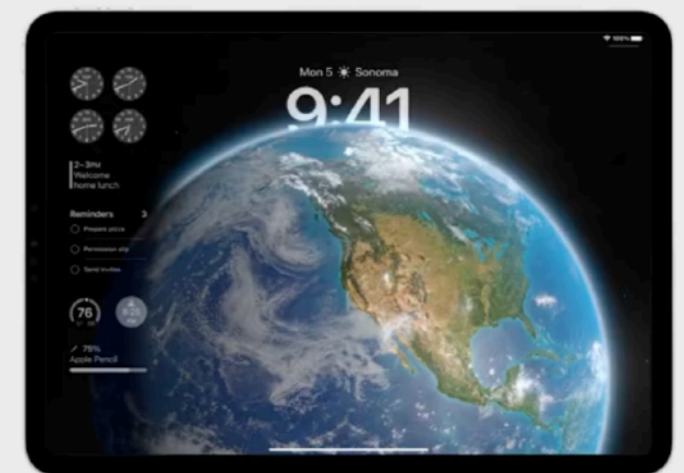 100%
Mon 5 Sonoma
9:41
2–3PM
Welcome
home lunch
Reminders 3
Prepare pizza
Permission slip
Send invites
76
75%
Apple Pencil